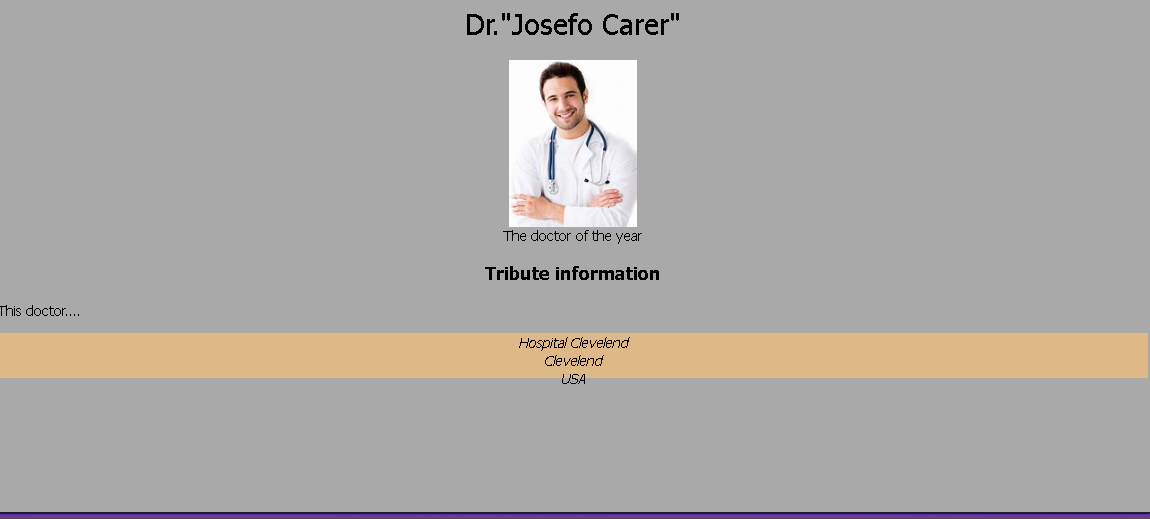 Dr."Josefo Carer"
The doctor of the year
Tribute information
This doctor....
Hospital Clevelend
Clevelend
USA